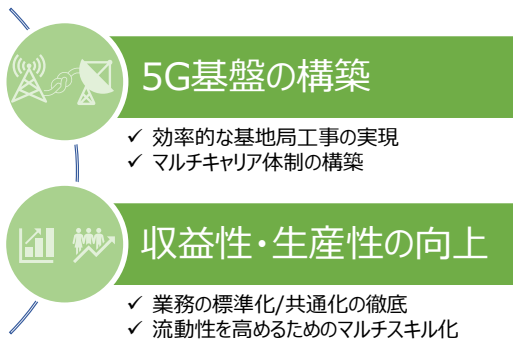 5G基盤の構築
✓ 効率的な基地局工事の実現
✓ マルチキャリア体制の構築
収益性・生産性の向上
✓ 業務の標準化/共通化の徹底
✓ 流動性を高めるためのマルチスキル化